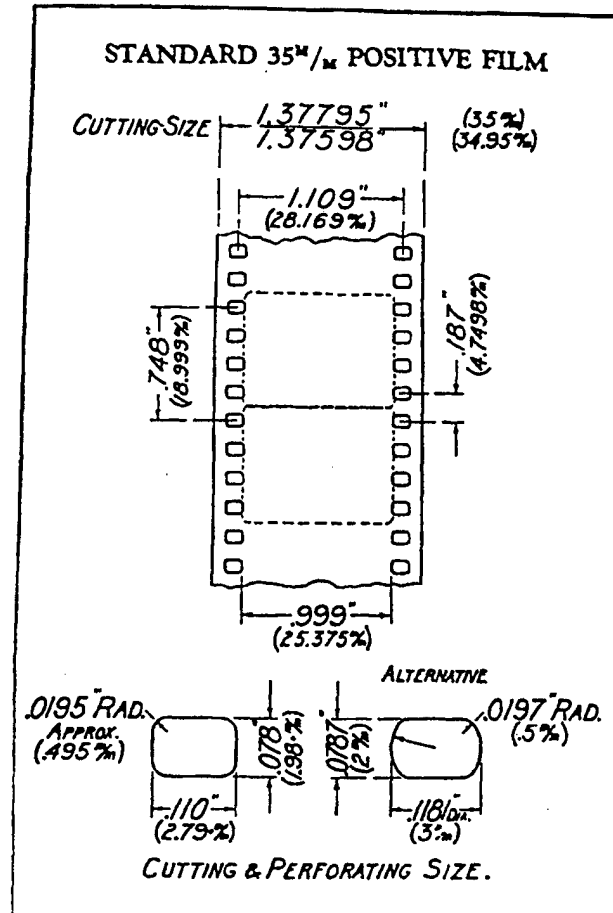 STANDARD 35ᴹ/ᴍ POSITIVE FILM
CUTTING-SIZE 1.37795" (35 m/m)
1.37598" (34.95 m/m)
1.109"
(28.169 m/m)
.748"
(18.999 m/m)
.187"
(4.7498 m/m)
.999"
(25.375 m/m)
ALTERNATIVE
.0195" RAD.
APPROX.
(.495 m/m)
.078"
(1.98 m/m)
.0787"
(2 m/m)
.0197" RAD.
(.5 m/m)
.110"
(2.79 m/m)
.1181" DIA.
(3 m/m)
CUTTING & PERFORATING SIZE.